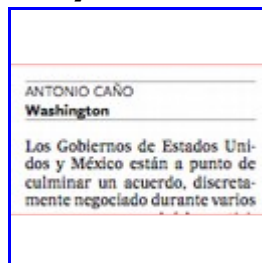 ANTONIO CAÑO
Washington
Los Gobiernos de Estados Uni-
dos y México están a punto de
culminar un acuerdo, discreta-
mente negociado durante varios